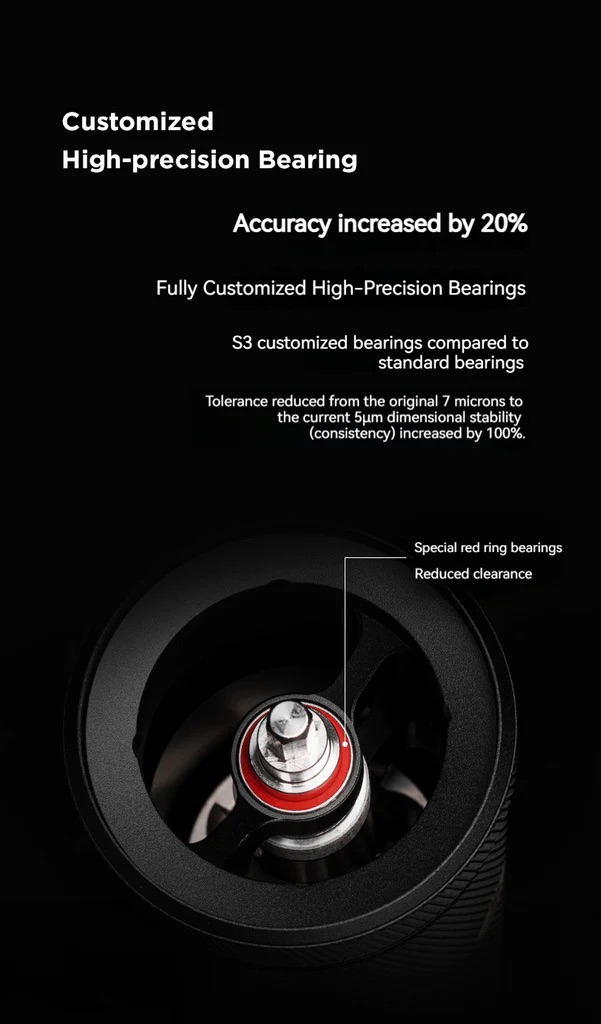 Customized
High-precision Bearing
Accuracy increased by 20%
Fully Customized High-Precision Bearings
S3 customized bearings compared to
standard bearings
Tolerance reduced from the original 7 microns to
the current 5μm dimensional stability
(consistency) increased by 100%.
Special red ring bearings
Reduced clearance